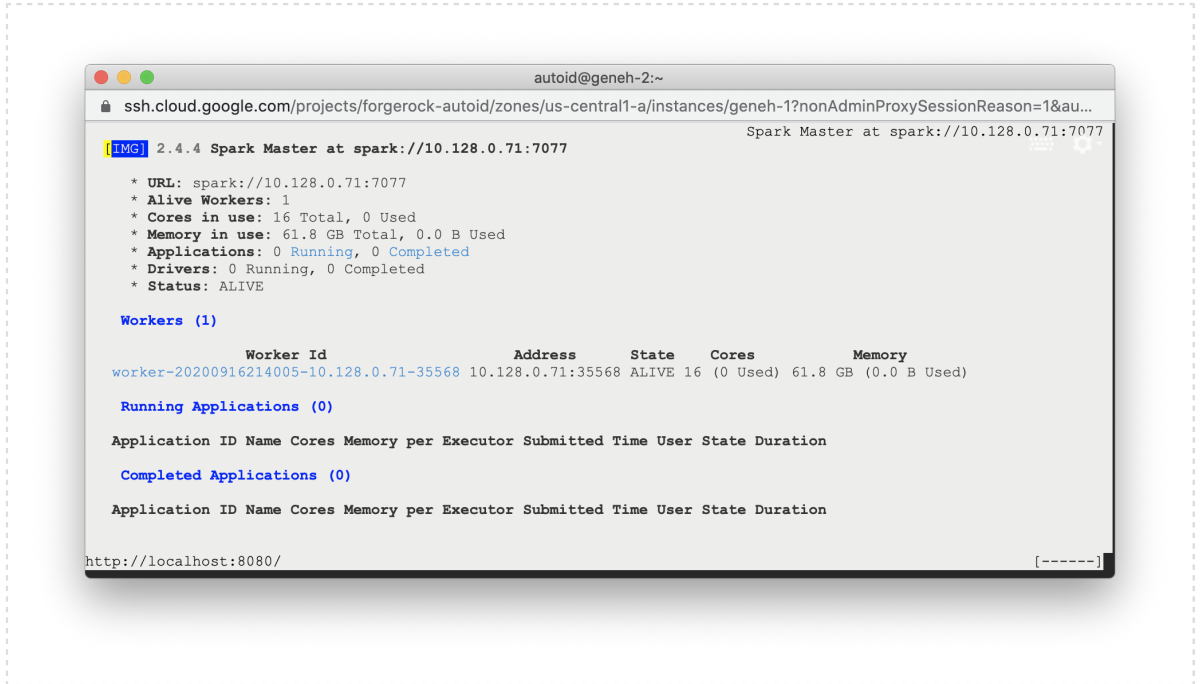 autoid@geneh-2:~
ssh.cloud.google.com/projects/forgerock-autoid/zones/us-central1-a/instances/geneh-1?nonAdminProxySessionReason=1&au...
Spark Master at spark://10.128.0.71:7077
[IMG] 2.4.4 Spark Master at spark://10.128.0.71:7077
* URL: spark://10.128.0.71:7077
* Alive Workers: 1
* Cores in use: 16 Total, 0 Used
* Memory in use: 61.8 GB Total, 0.0 B Used
* Applications: 0 Running, 0 Completed
* Drivers: 0 Running, 0 Completed
* Status: ALIVE
Workers (1)
Worker Id Address State Cores Memory
worker-20200916214005-10.128.0.71-35568 10.128.0.71:35568 ALIVE 16 (0 Used) 61.8 GB (0.0 B Used)
Running Applications (0)
Application ID Name Cores Memory per Executor Submitted Time User State Duration
Completed Applications (0)
Application ID Name Cores Memory per Executor Submitted Time User State Duration
http://localhost:8080/ [------]